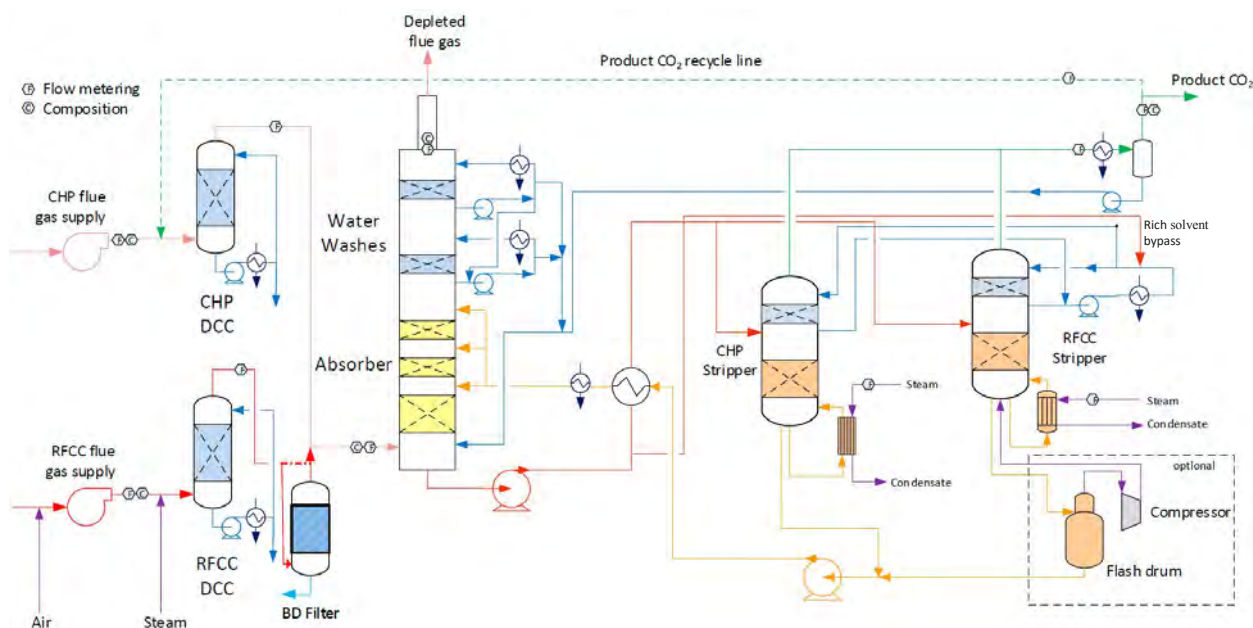 Depleted
flue gas
Product CO₂ recycle line
Product CO₂
F Flow metering
C Composition
F
F
F C
C
F
F
CHP flue
gas supply
F C
Water
Washes
Rich solvent
bypass
CHP
DCC
Absorber
CHP
Stripper
RFCC
Stripper
F
RFCC flue
gas supply
F C
C F
F
Steam
F
Steam
Condensate
Condensate
optional
Compressor
Flash drum
RFCC
DCC
BD Filter
Air
Steam